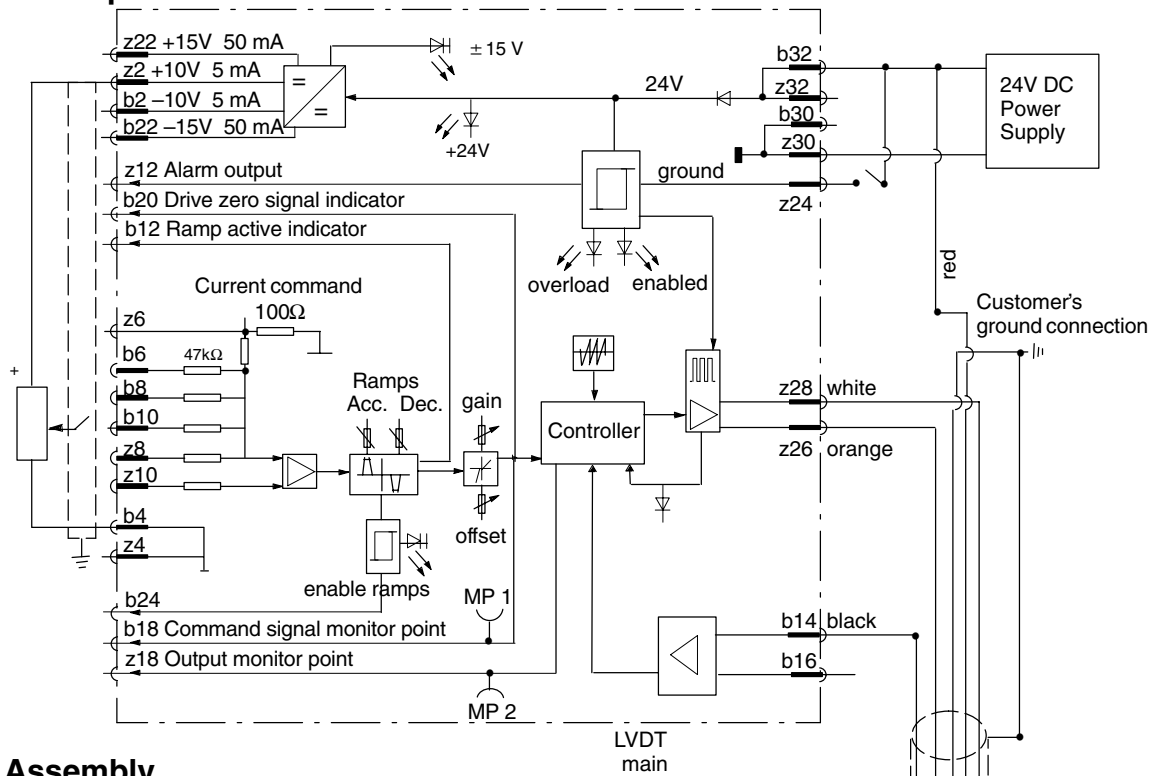 z22 +15V 50 mA
z2 +10V 5 mA
b2 –10V 5 mA
b22 –15V 50 mA
=
=
± 15 V
+24V
24V
b32
z32
b30
z30
24V DC
Power
Supply
z12 Alarm output
ground
z24
b20 Drive zero signal indicator
b12 Ramp active indicator
overload
enabled
red
Customer's
ground connection
Current command
100Ω
z6
b6
47kΩ
b8
b10
z8
z10
+
Ramps
Acc. Dec.
gain
Controller
z28 white
z26 orange
b4
z4
offset
enable ramps
b24
MP 1
b18 Command signal monitor point
z18 Output monitor point
MP 2
b14 black
b16
LVDT
main
Assembly